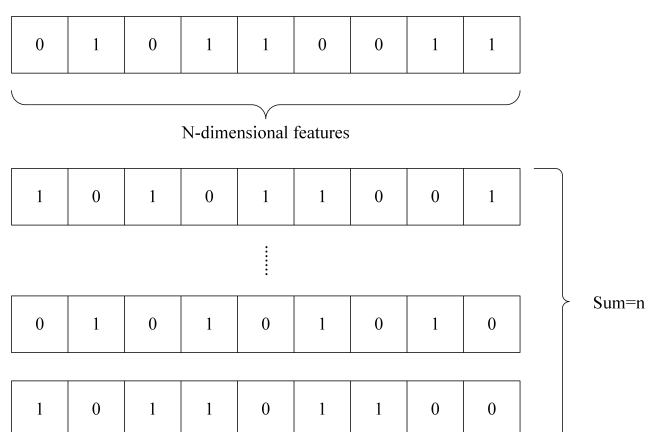 0 1 0 1 1 0 0 1 1
N-dimensional features
1 0 1 0 1 1 0 0 1
Sum=n
0 1 0 1 0 1 0 1 0
1 0 1 1 0 1 1 0 0